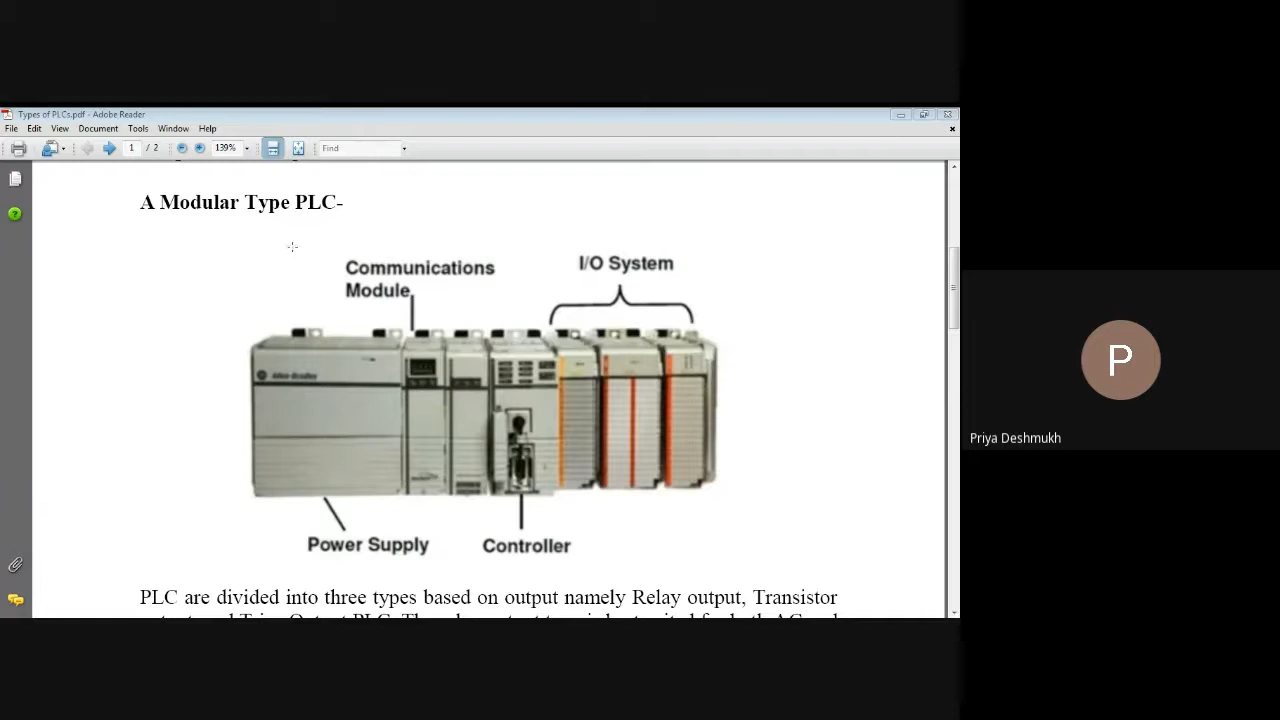 Types of PLCs.pdf - Adobe Reader
File Edit View Document Tools Window Help
1 / 2 139% Find
A Modular Type PLC-
Communications
Module
I/O System
Allen-Bradley
Power Supply
Controller
PLC are divided into three types based on output namely Relay output, Transistor
P
Priya Deshmukh